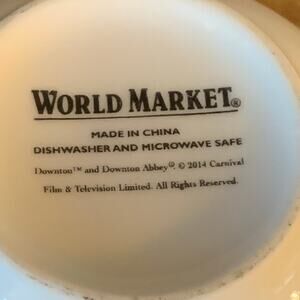 WORLD MARKET®
MADE IN CHINA
DISHWASHER AND MICROWAVE SAFE
Downton™ and Downton Abbey®. © 2014 Carnival
Film & Television Limited. All Rights Reserved.